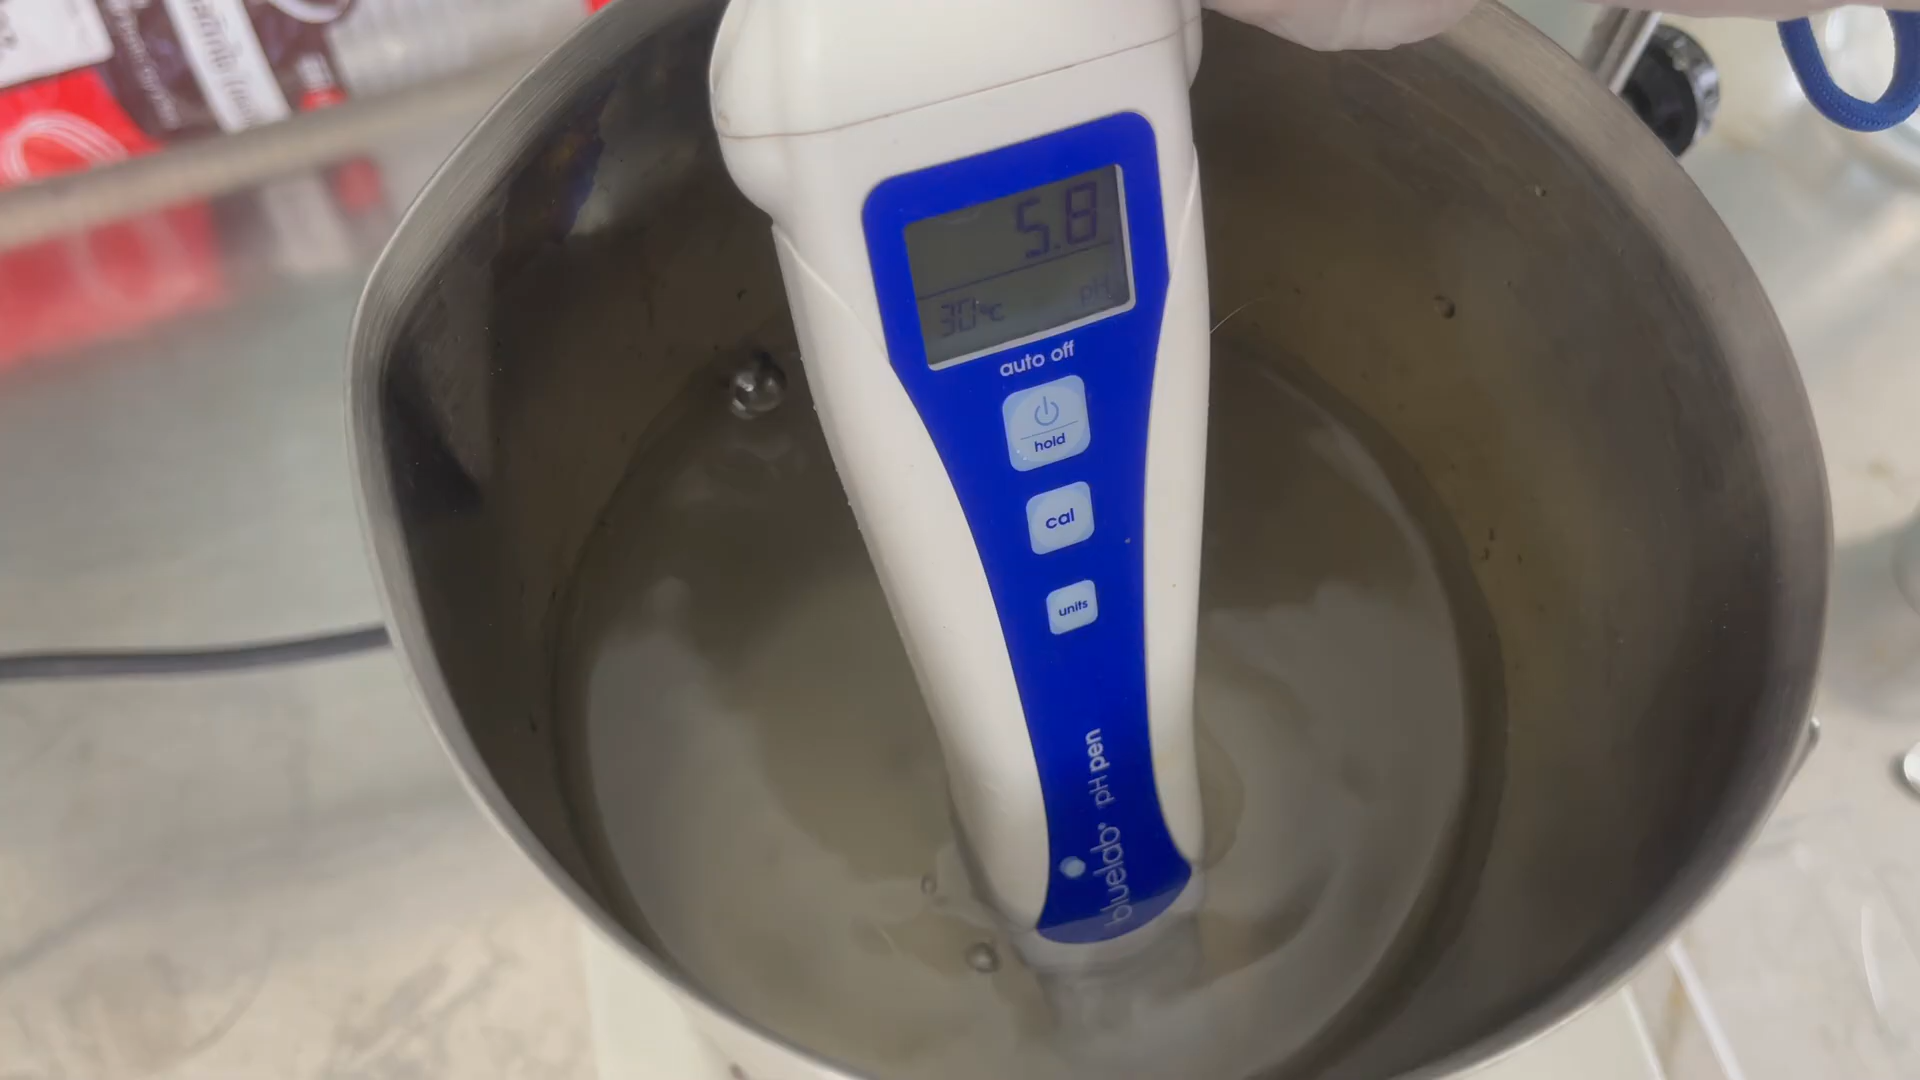 5.8
30°C pH
auto off
hold
cal
units
bluelab pH pen